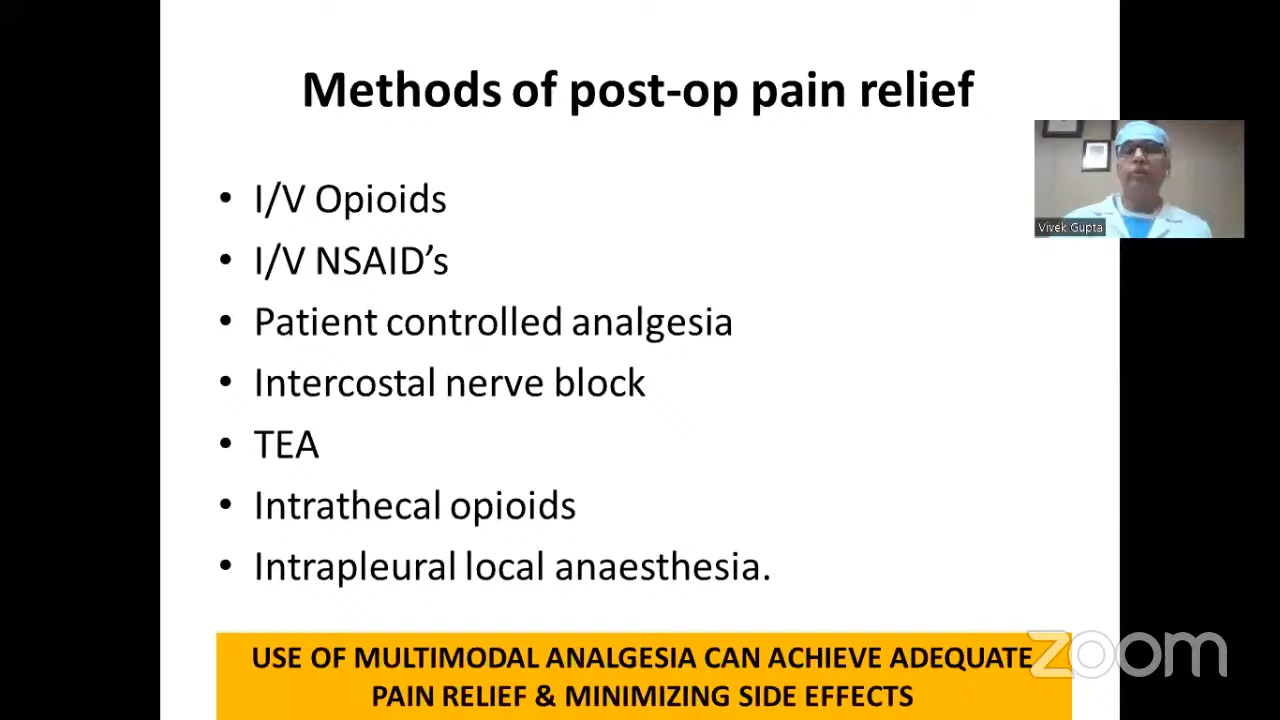 Methods of post-op pain relief
• I/V Opioids
• I/V NSAID’s
• Patient controlled analgesia
• Intercostal nerve block
• TEA
• Intrathecal opioids
• Intrapleural local anaesthesia.
USE OF MULTIMODAL ANALGESIA CAN ACHIEVE ADEQUATE
PAIN RELIEF & MINIMIZING SIDE EFFECTS
Vivek Gupta
zoom